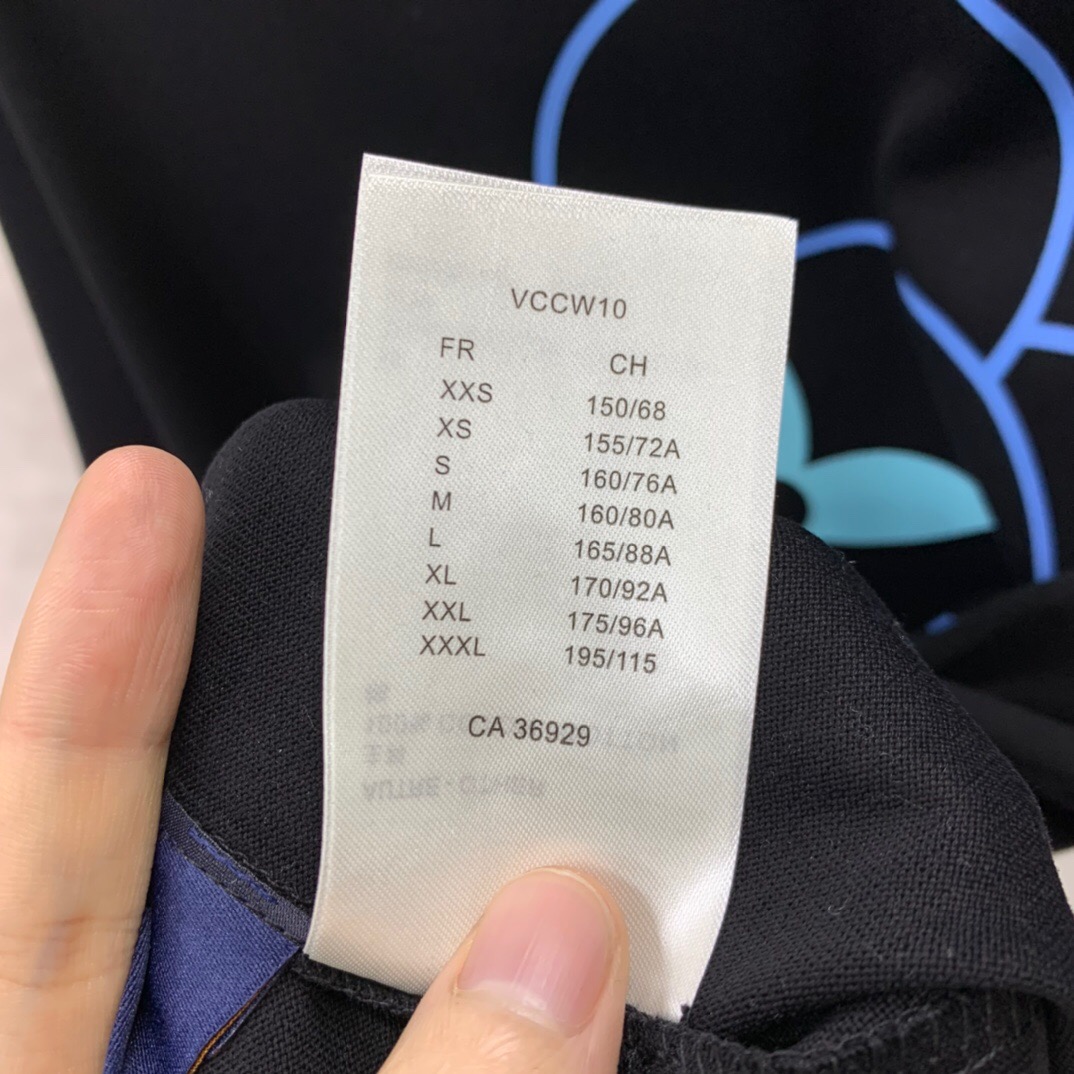 VCCW10
FR CH
XXS 150/68
XS 155/72A
S 160/76A
M 160/80A
L 165/88A
XL 170/92A
XXL 175/96A
XXXL 195/115
CA 36929